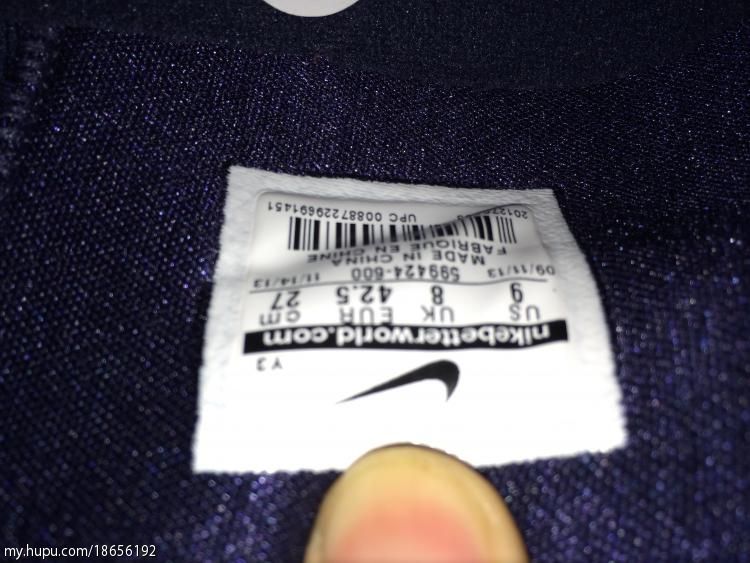 Y3
nikebetterworld.com
US UK EUR cm
9 8 42.5 27
09/11/13 599424-600 11/14/13
MADE IN CHINA
FABRIQUE EN CHINE
UPC 00887229691451
my.hupu.com/18656192